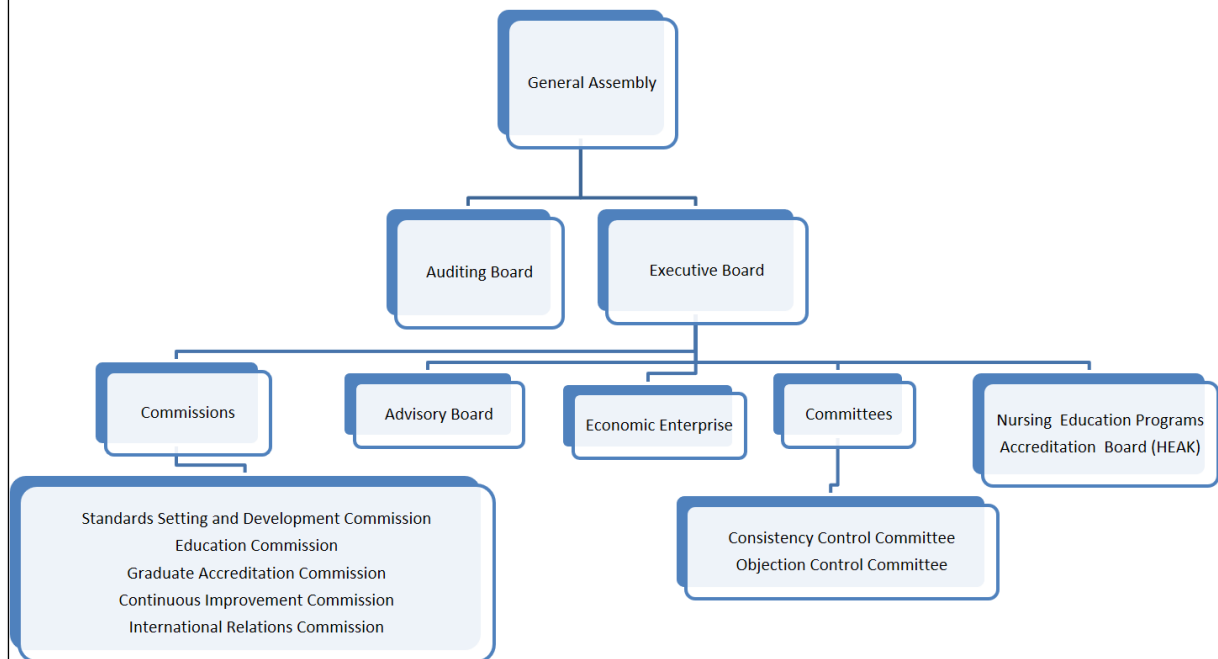 General Assembly
Auditing Board
Executive Board
Commissions
Advisory Board
Economic Enterprise
Committees
Nursing Education Programs
Accreditation Board (HEAK)
Standards Setting and Development Commission
Education Commission
Graduate Accreditation Commission
Continuous Improvement Commission
International Relations Commission
Consistency Control Committee
Objection Control Committee